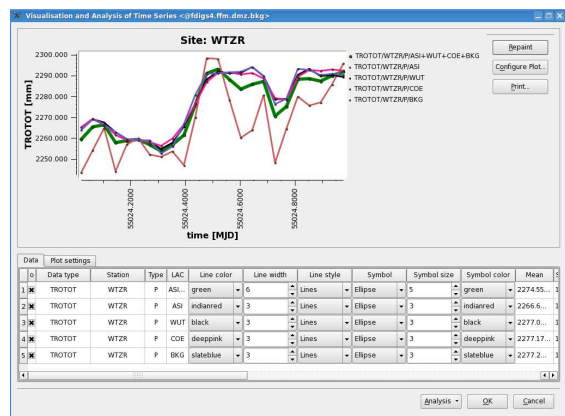 Visualisation and Analysis of Time Series <@fdigs4.ffm.dmz.bkg>
Site: WTZR
2300.000
2290.000
2280.000
2270.000
2260.000
2250.000
TROTOT [mm]
55024.2000
55024.4000
55024.6000
55024.8000
time [MJD]
TROTOT/WTZR/P/ASI+WUT+COE+BKG
TROTOT/WTZR/P/ASI
TROTOT/WTZR/P/WUT
TROTOT/WTZR/P/COE
TROTOT/WTZR/P/BKG
Repaint
Configure Plot...
Print...
Data Plot settings
o Data type Station Type LAC Line color Line width Line style Symbol Symbol size Symbol color Mean S
1 TROTOT WTZR P ASI... green 6 Lines Ellipse 5 green 2274.55... 1
2 TROTOT WTZR P ASI indianred 3 Lines Ellipse 3 indianred 2266.6... 1
3 TROTOT WTZR P WUT black 3 Lines Ellipse 3 black 2277.0... 1
4 TROTOT WTZR P COE deeppink 3 Lines Ellipse 3 deeppink 2277.17... 1
5 TROTOT WTZR P BKG slateblue 3 Lines Ellipse 3 slateblue 2277.2... 1
Analysis OK Cancel